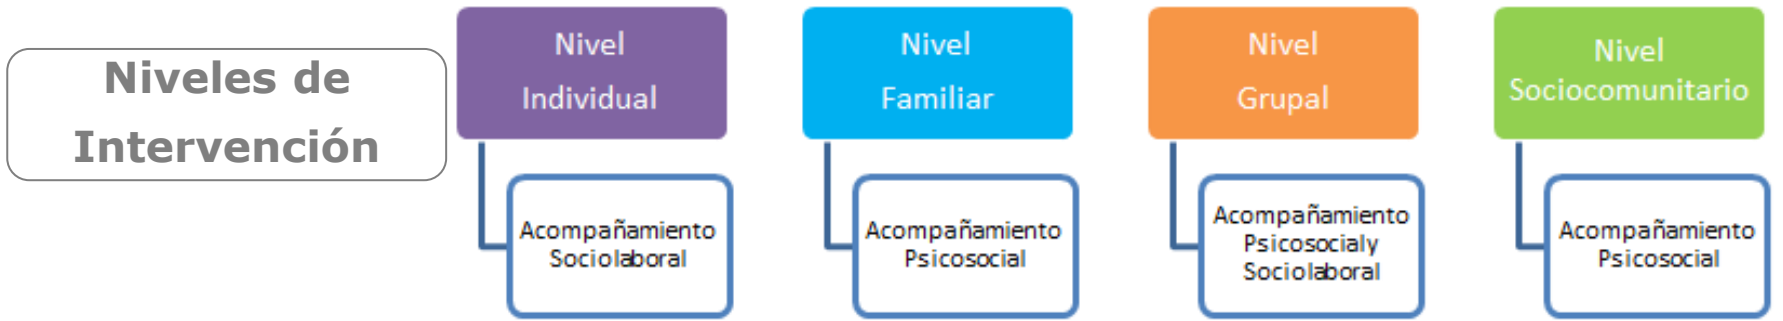 Niveles de
Intervención
Nivel
Individual
Acompañamiento
Sociolaboral
Nivel
Familiar
Acompañamiento
Psicosocial
Nivel
Grupal
Acompañamiento
Psicosocialy
Sociolaboral
Nivel
Sociocomunitario
Acompañamiento
Psicosocial